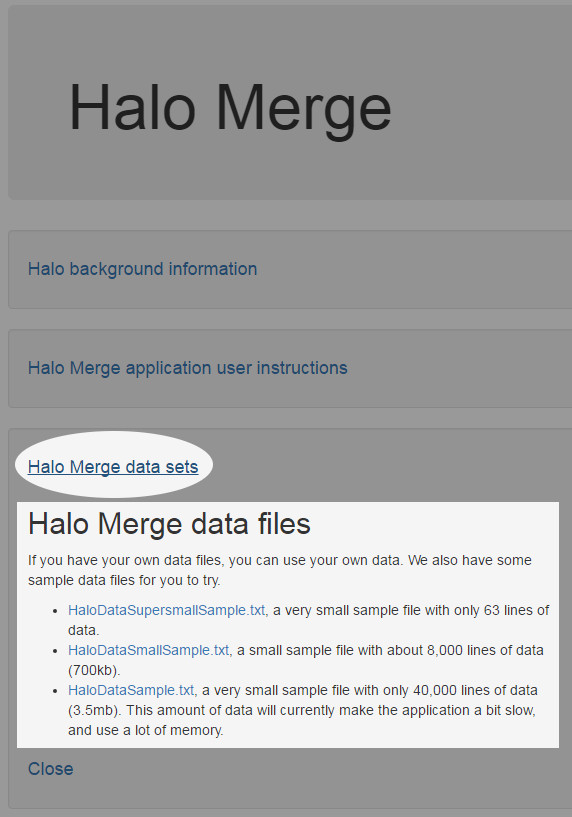 Halo Merge
Halo background information
Halo Merge application user instructions
Halo Merge data sets
Halo Merge data files
If you have your own data files, you can use your own data. We also have some
sample data files for you to try.
• HaloDataSupersmallSample.txt, a very small sample file with only 63 lines of
data.
• HaloDataSmallSample.txt, a small sample file with about 8,000 lines of data
(700kb).
• HaloDataSample.txt, a very small sample file with only 40,000 lines of data
(3.5mb). This amount of data will currently make the application a bit slow,
and use a lot of memory.
Close